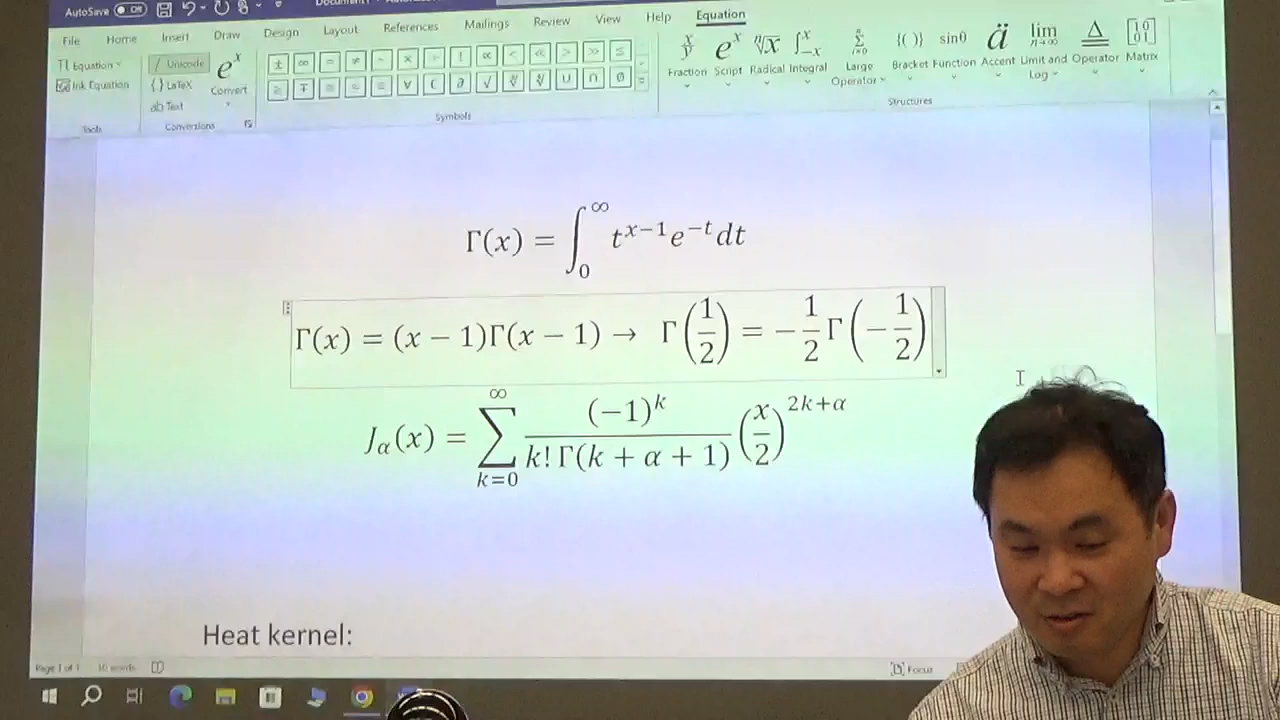 AutoSave Off
File Home Insert Draw Design Layout References Mailings Review View Help Equation
π Equation
Ink Equation
Tools
Unicode
{ } LaTeX
ab Text
e^x
Convert
Conversions
Symbols
Fraction Script Radical Integral Large Operator Bracket Function Accent Limit and Log Operator Matrix
Structures
Γ(x) = ∫_0^∞ t^{x−1} e^{−t} dt
Γ(x) = (x − 1)Γ(x − 1) → Γ(1/2) = −1/2 Γ(−1/2)
J_α(x) = ∑_{k=0}^∞ (−1)^k / (k! Γ(k + α + 1)) (x/2)^{2k+α}
Heat kernel:
Page 1 of 1
Focus